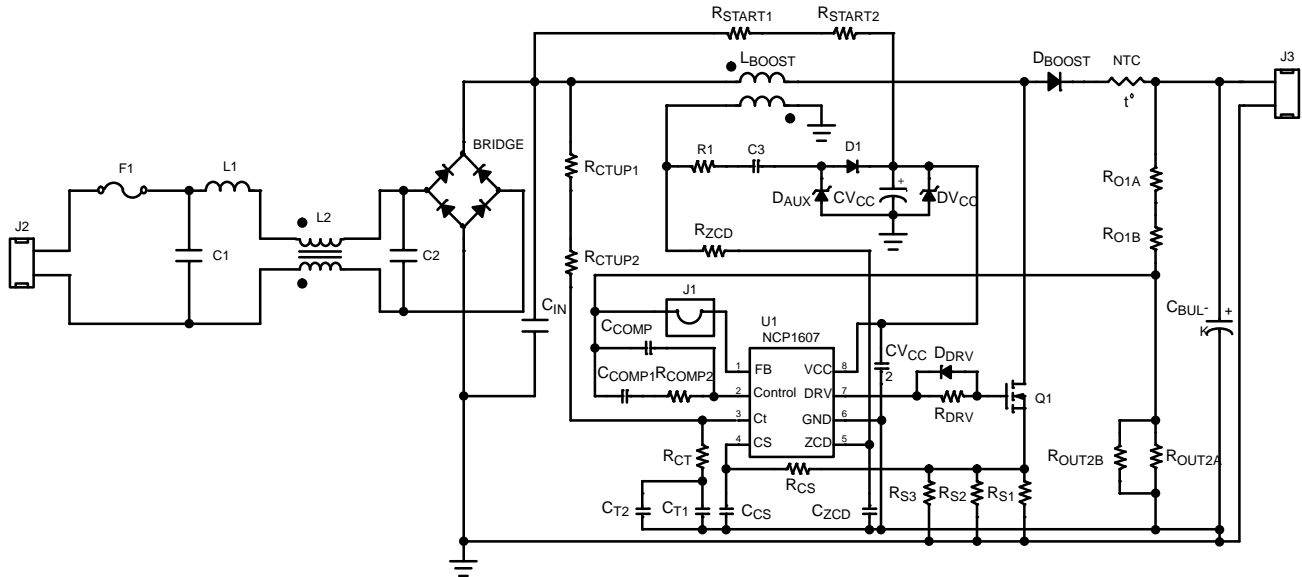 RSTART1
RSTART2
LBOOST
DBOOST
NTC
t°
J3
BRIDGE
F1
L1
L2
J2
C1
C2
RCTUP1
R1
C3
D1
DAUX
CVCC
+
DVCC
RO1A
RZCD
RO1B
RCTUP2
CIN
J1
U1
NCP1607
CBUL-
K
+
CCOMP
CCOMP1
RCOMP2
1
FB
VCC
8
CVCC
2
DDRV
2
Control
DRV
7
RDRV
Q1
3
Ct
GND
6
4
CS
ZCD
5
RCT
RCS
ROUT2B
ROUT2A
RS3
RS2
RS1
CT2
CT1
CCS
CZCD